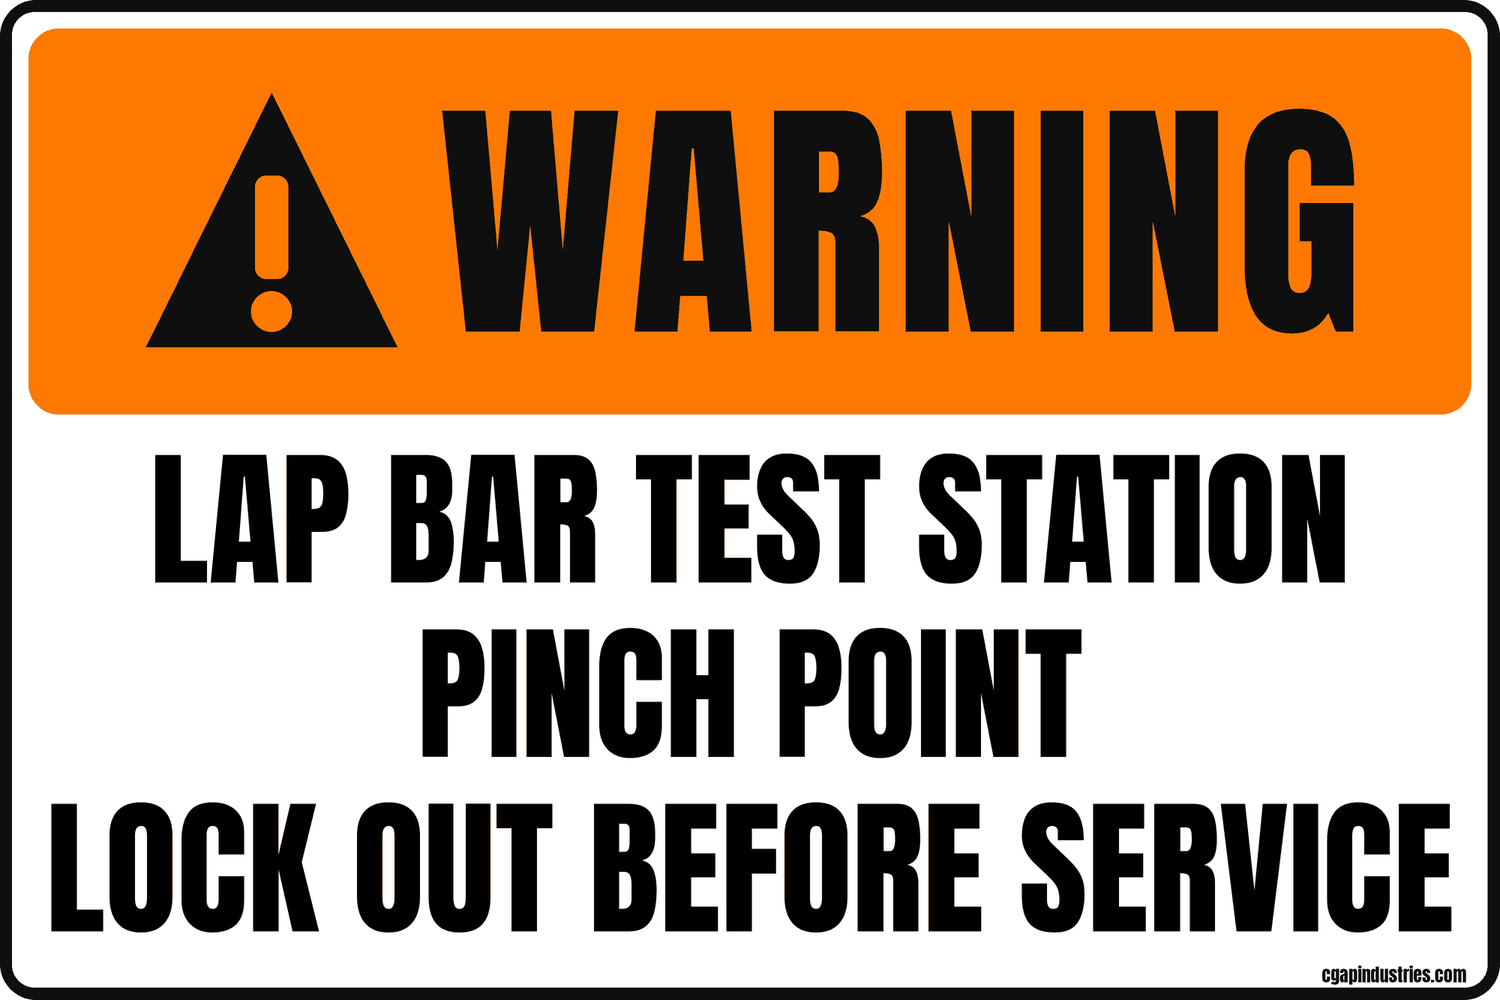 WARNING
LAP BAR TEST STATION
PINCH POINT
LOCK OUT BEFORE SERVICE
cgapindustries.com